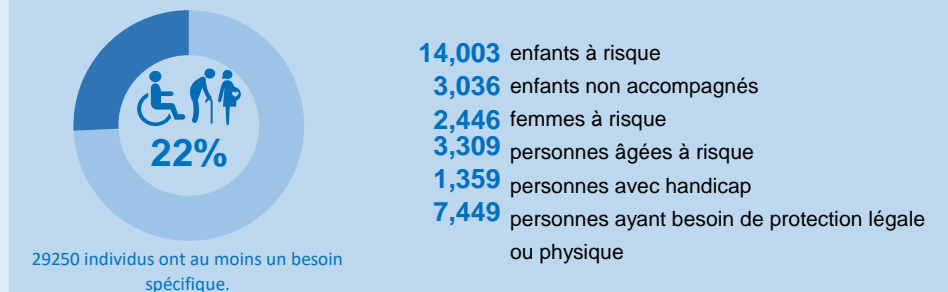 22%
29250 individus ont au moins un besoin
spécifique.
14,003 enfants à risque
3,036 enfants non accompagnés
2,446 femmes à risque
3,309 personnes âgées à risque
1,359 personnes avec handicap
7,449 personnes ayant besoin de protection légale
ou physique